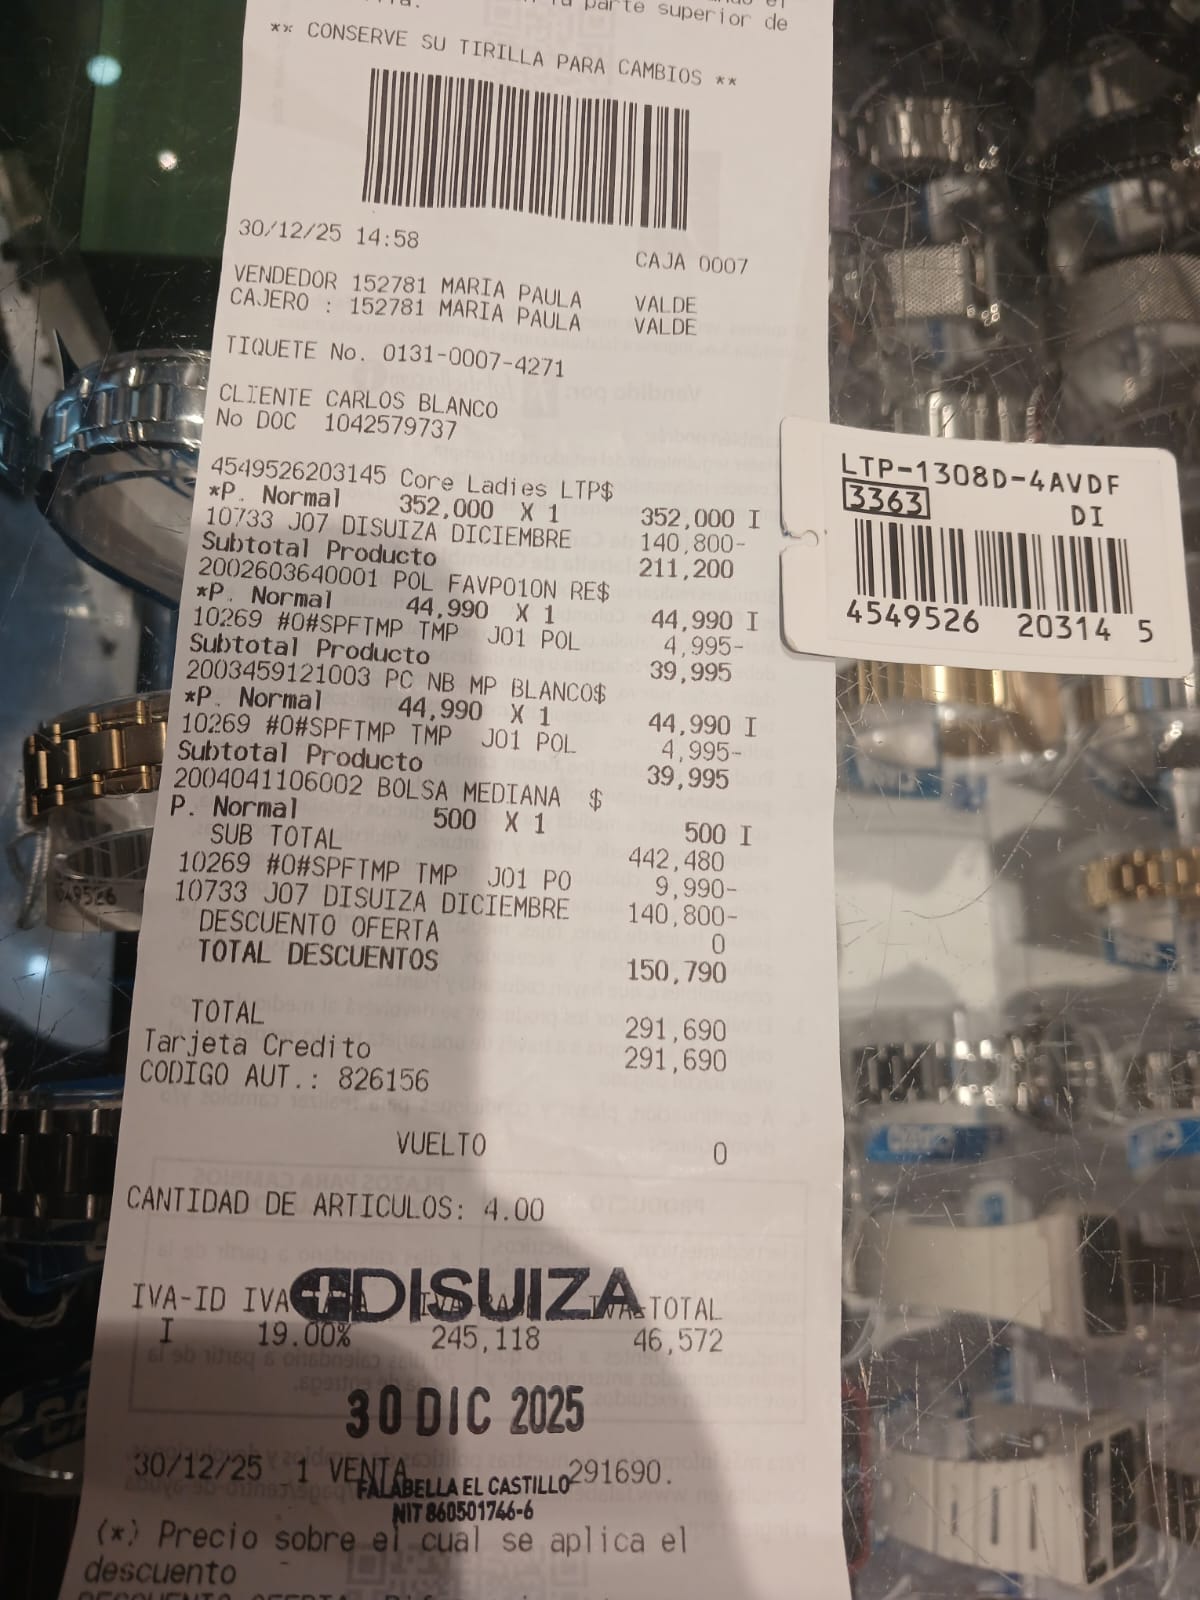 parte superior de
** CONSERVE SU TIRILLA PARA CAMBIOS **
30/12/25 14:58
CAJA 0007
VENDEDOR 152781 MARIA PAULA VALDE
CAJERO : 152781 MARIA PAULA VALDE
TIQUETE No. 0131-0007-4271
CLIENTE CARLOS BLANCO
No DOC 1042579737
4549526203145 Core Ladies LTP$
*P. Normal 352,000 X 1 352,000 I
10733 J07 DISUIZA DICIEMBRE 140,800-
Subtotal Producto 211,200
2002603640001 POL FAVP010N RE$
*P. Normal 44,990 X 1 44,990 I
10269 #0#SPFTMP TMP J01 POL 4,995-
Subtotal Producto 39,995
2003459121003 PC NB MP BLANCO$
*P. Normal 44,990 X 1 44,990 I
10269 #0#SPFTMP TMP J01 POL 4,995-
Subtotal Producto 39,995
2004041106002 BOLSA MEDIANA $
P. Normal 500 X 1 500 I
SUB TOTAL 442,480
10269 #0#SPFTMP TMP J01 PO 9,990-
10733 J07 DISUIZA DICIEMBRE 140,800-
DESCUENTO OFERTA 0
TOTAL DESCUENTOS 150,790
TOTAL 291,690
Tarjeta Credito 291,690
CODIGO AUT.: 826156
VUELTO 0
CANTIDAD DE ARTICULOS: 4.00
DISUIZA
IVA-ID IVA TOTAL
I 19.00% 245,118 46,572
30 DIC 2025
30/12/25 1 VENTA 291690.
FALABELLA EL CASTILLO
NIT 860501746-6
(*) Precio sobre el cual se aplica el
descuento
LTP-1308D-4AVDF
3363 DI
4549526 20314 5